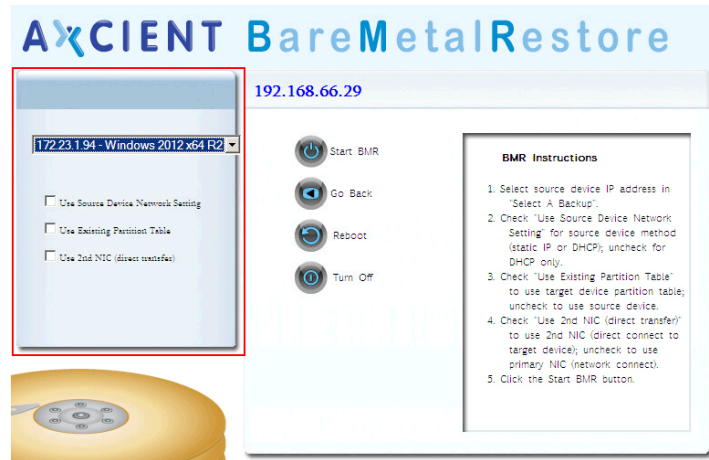 AXCIENT BareMetalRestore
192.168.66.29
172.23.1.94 - Windows 2012 x64 R2
Use Source Device Network Setting
Use Existing Partition Table
Use 2nd NIC (direct transfer)
Start BMR
Go Back
Reboot
Turn Off
BMR Instructions
1. Select source device IP address in
"Select A Backup".
2. Check "Use Source Device Network
Setting" for source device method
(static IP or DHCP); uncheck for
DHCP only.
3. Check "Use Existing Partition Table"
to use target device partition table;
uncheck to use source device.
4. Check "Use 2nd NIC (direct transfer)"
to use 2nd NIC (direct connect to
target device); uncheck to use
primary NIC (network connect).
5. Click the Start BMR button.